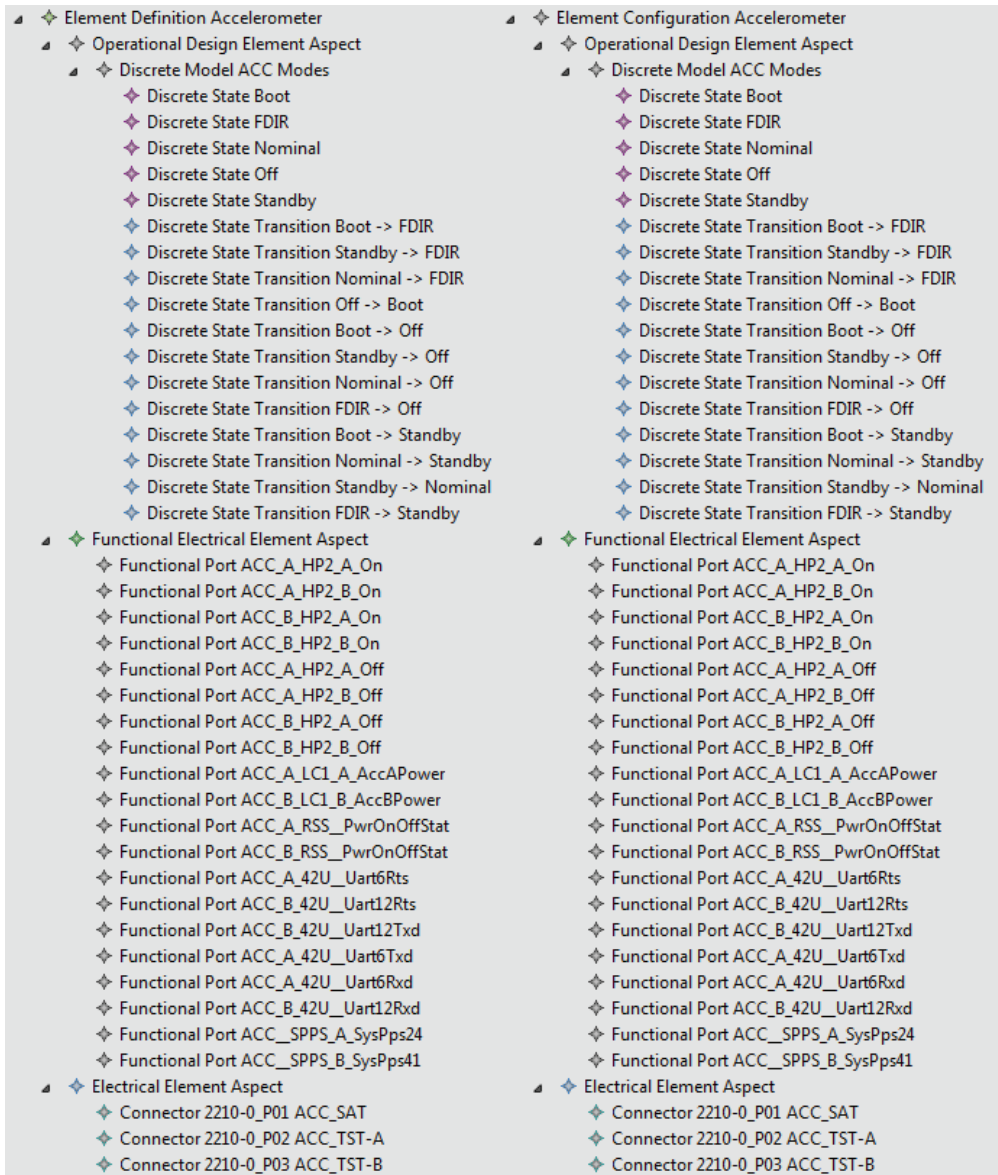 Element Definition Accelerometer
Operational Design Element Aspect
Discrete Model ACC Modes
Discrete State Boot
Discrete State FDIR
Discrete State Nominal
Discrete State Off
Discrete State Standby
Discrete State Transition Boot -> FDIR
Discrete State Transition Standby -> FDIR
Discrete State Transition Nominal -> FDIR
Discrete State Transition Off -> Boot
Discrete State Transition Boot -> Off
Discrete State Transition Standby -> Off
Discrete State Transition Nominal -> Off
Discrete State Transition FDIR -> Off
Discrete State Transition Boot -> Standby
Discrete State Transition Nominal -> Standby
Discrete State Transition Standby -> Nominal
Discrete State Transition FDIR -> Standby
Functional Electrical Element Aspect
Functional Port ACC_A_HP2_A_On
Functional Port ACC_A_HP2_B_On
Functional Port ACC_B_HP2_A_On
Functional Port ACC_B_HP2_B_On
Functional Port ACC_A_HP2_A_Off
Functional Port ACC_A_HP2_B_Off
Functional Port ACC_B_HP2_A_Off
Functional Port ACC_B_HP2_B_Off
Functional Port ACC_A_LC1_A_AccAPower
Functional Port ACC_B_LC1_B_AccBPower
Functional Port ACC_A_RSS__PwrOnOffStat
Functional Port ACC_B_RSS__PwrOnOffStat
Functional Port ACC_A_42U__Uart6Rts
Functional Port ACC_B_42U__Uart12Rts
Functional Port ACC_B_42U__Uart12Txd
Functional Port ACC_A_42U__Uart6Txd
Functional Port ACC_A_42U__Uart6Rxd
Functional Port ACC_B_42U__Uart12Rxd
Functional Port ACC__SPPS_A_SysPps24
Functional Port ACC__SPPS_B_SysPps41
Electrical Element Aspect
Connector 2210-0_P01 ACC_SAT
Connector 2210-0_P02 ACC_TST-A
Connector 2210-0_P03 ACC_TST-B
Element Configuration Accelerometer
Operational Design Element Aspect
Discrete Model ACC Modes
Discrete State Boot
Discrete State FDIR
Discrete State Nominal
Discrete State Off
Discrete State Standby
Discrete State Transition Boot -> FDIR
Discrete State Transition Standby -> FDIR
Discrete State Transition Nominal -> FDIR
Discrete State Transition Off -> Boot
Discrete State Transition Boot -> Off
Discrete State Transition Standby -> Off
Discrete State Transition Nominal -> Off
Discrete State Transition FDIR -> Off
Discrete State Transition Boot -> Standby
Discrete State Transition Nominal -> Standby
Discrete State Transition Standby -> Nominal
Discrete State Transition FDIR -> Standby
Functional Electrical Element Aspect
Functional Port ACC_A_HP2_A_On
Functional Port ACC_A_HP2_B_On
Functional Port ACC_B_HP2_A_On
Functional Port ACC_B_HP2_B_On
Functional Port ACC_A_HP2_A_Off
Functional Port ACC_A_HP2_B_Off
Functional Port ACC_B_HP2_A_Off
Functional Port ACC_B_HP2_B_Off
Functional Port ACC_A_LC1_A_AccAPower
Functional Port ACC_B_LC1_B_AccBPower
Functional Port ACC_A_RSS__PwrOnOffStat
Functional Port ACC_B_RSS__PwrOnOffStat
Functional Port ACC_A_42U__Uart6Rts
Functional Port ACC_B_42U__Uart12Rts
Functional Port ACC_B_42U__Uart12Txd
Functional Port ACC_A_42U__Uart6Txd
Functional Port ACC_A_42U__Uart6Rxd
Functional Port ACC_B_42U__Uart12Rxd
Functional Port ACC__SPPS_A_SysPps24
Functional Port ACC__SPPS_B_SysPps41
Electrical Element Aspect
Connector 2210-0_P01 ACC_SAT
Connector 2210-0_P02 ACC_TST-A
Connector 2210-0_P03 ACC_TST-B